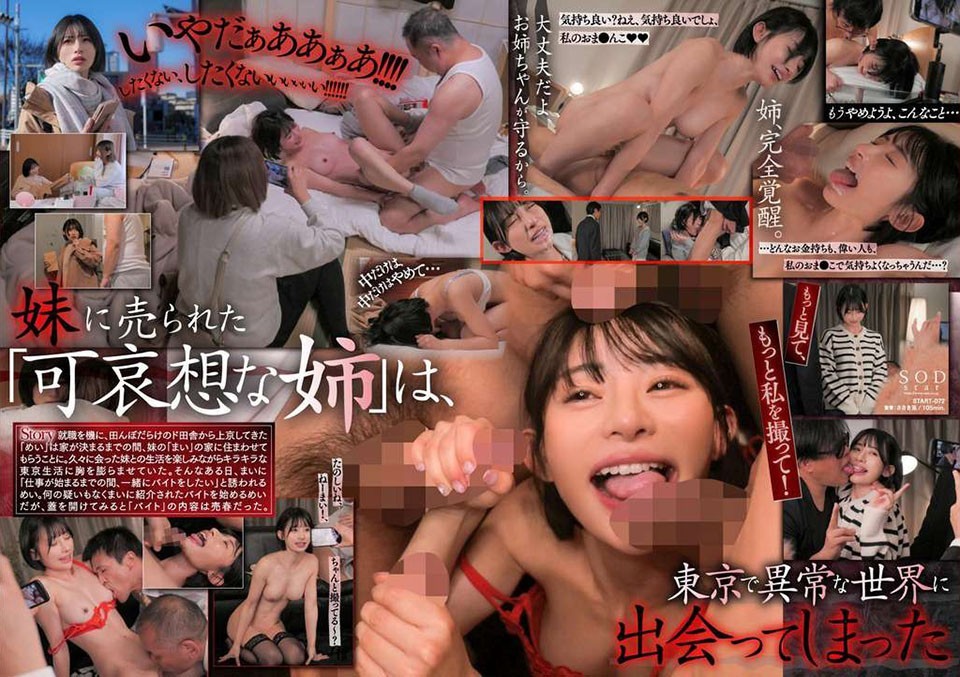 いやだぁああぁあ!!!!
したくない、したくないいぃぃぃい!!!!!!
大丈夫だよ
お姉ちゃんが守るから。
気持ち良い?ねえ、気持ち良いでしょ、
私のおま●んこ♥♥
もうやめようよ、こんなこと…
姉、完全覚醒。
…どんなお金持ちも、偉い人も、
私のおま●こで気持ちよくなっちゃうんだ…?
中だけは、
中だけはやめて…
妹に売られた
「可哀想な姉」は、
Story
就職を機に、田んぼだらけのド田舎から上京してきた
「めい」は家が決まるまでの間、妹の「まい」の家に住まわせて
もらうことに。久々に会った妹との生活を楽しみながらキラキラな
東京生活に胸を膨らませていた。そんなある日、まいに
「仕事が始まるまでの間、一緒にバイトをしたい」と誘われる
めい。何の疑いもなくまいに紹介されたバイトを始めるめい
だが、蓋を開けてみると「バイト」の内容は売春だった。
たのしいね、
ねーまい!、
ちゃんと撮ってる〜?
もっと見て、
もっと私を撮って!
SOD
star
START-072
105min.
東京で異常な世界に
出会ってしまった